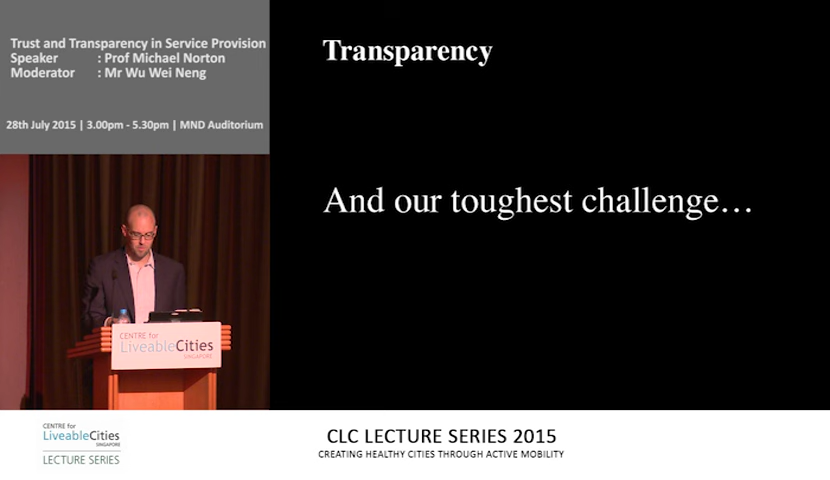 Trust and Transparency in Service Provision
Speaker : Prof Michael Norton
Moderator : Mr Wu Wei Neng
28th July 2015 | 3.00pm - 5.30pm | MND Auditorium
Transparency
And our toughest challenge…
CENTRE for
LiveableCities
SINGAPORE
CENTRE for
LiveableCities
SINGAPORE
LECTURE SERIES
CLC LECTURE SERIES 2015
CREATING HEALTHY CITIES THROUGH ACTIVE MOBILITY